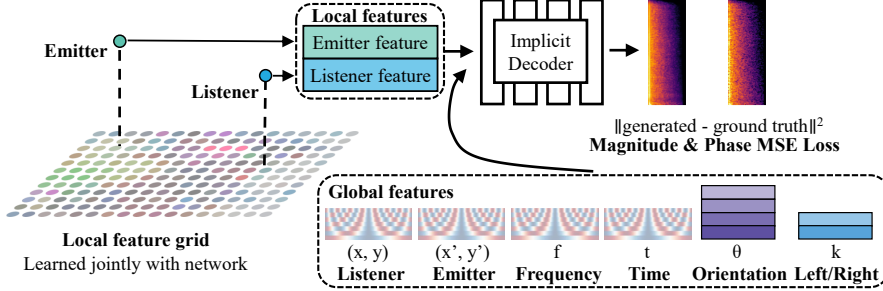 Local features
Emitter
Emitter feature
Listener feature
Listener
Implicit
Decoder
||generated - ground truth||²
Magnitude & Phase MSE Loss
Local feature grid
Learned jointly with network
Global features
(x, y) (x', y') f t θ k
Listener Emitter Frequency Time Orientation Left/Right